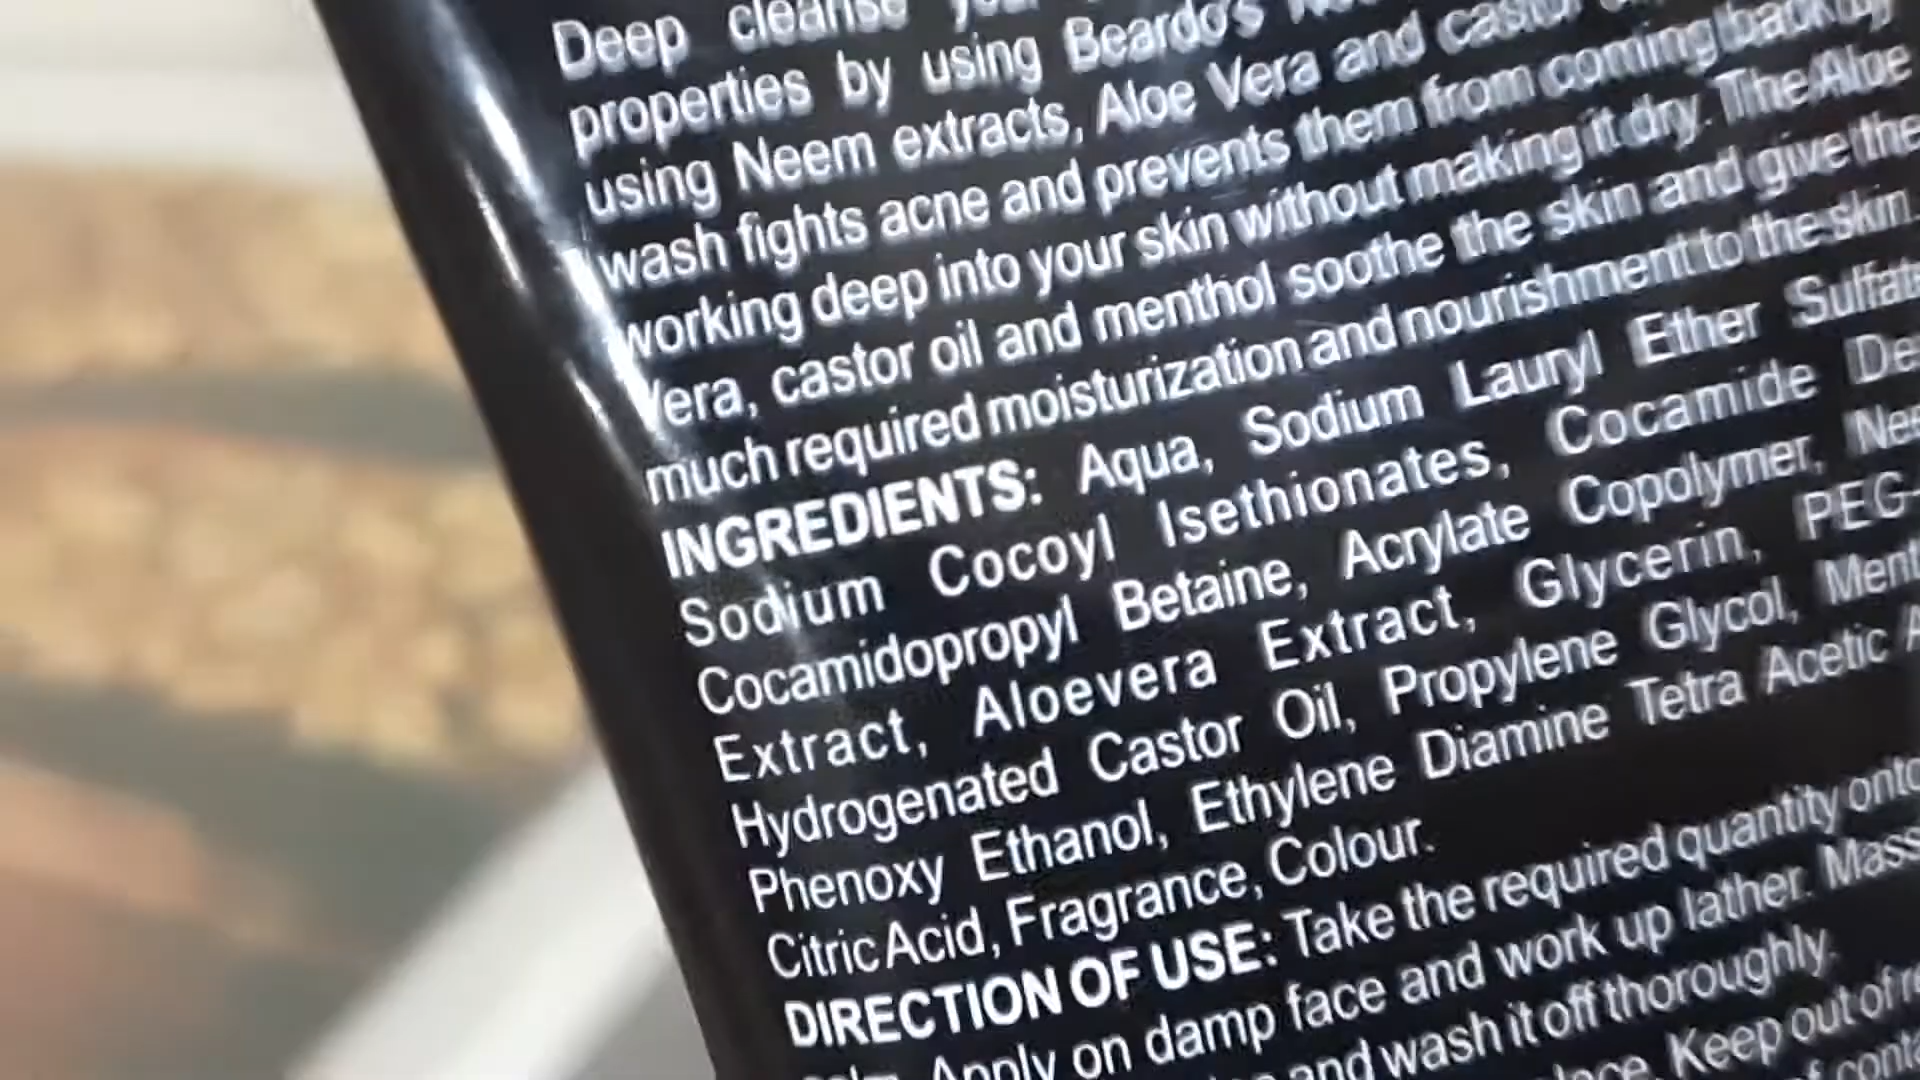 Deep cleanse
properties by using Beardo's
using Neem extracts, Aloe Vera and castor
wash fights acne and prevents them from coming back by
working deep into your skin without making it dry. The Aloe
Vera, castor oil and menthol soothe the skin and give the
much required moisturization and nourishment to the skin.
INGREDIENTS: Aqua, Sodium Lauryl Ether
Sodium Cocoyl Isethionates, Cocamide
Cocamidopropyl Betaine, Acrylate Copolymer,
Extract, Aloevera Extract, Glycerin, PEG-
Hydrogenated Castor Oil, Propylene Glycol,
Phenoxy Ethanol, Ethylene Diamine Tetra Acetic
Citric Acid, Fragrance, Colour.
DIRECTION OF USE: Take the required quantity onto
Apply on damp face and work up lather.
and wash it off thoroughly.
Keep out of